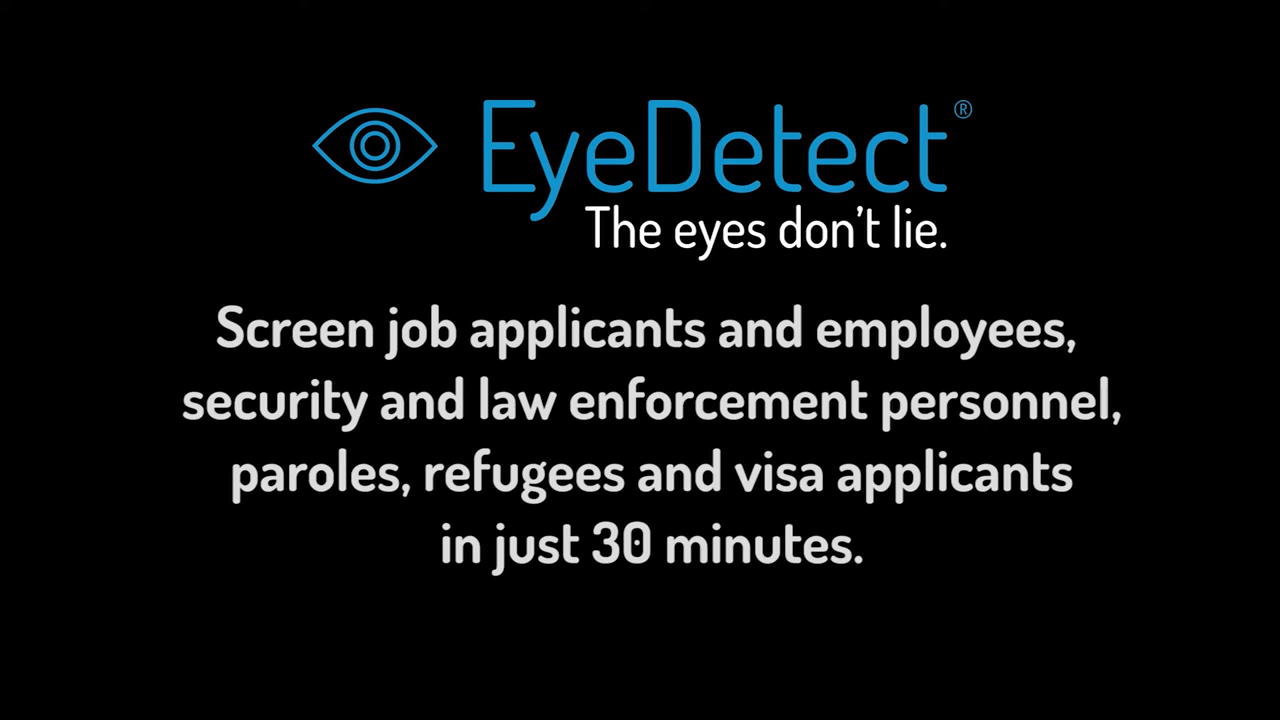 EyeDetect®
The eyes don't lie.
Screen job applicants and employees,
security and law enforcement personnel,
paroles, refugees and visa applicants
in just 30 minutes.